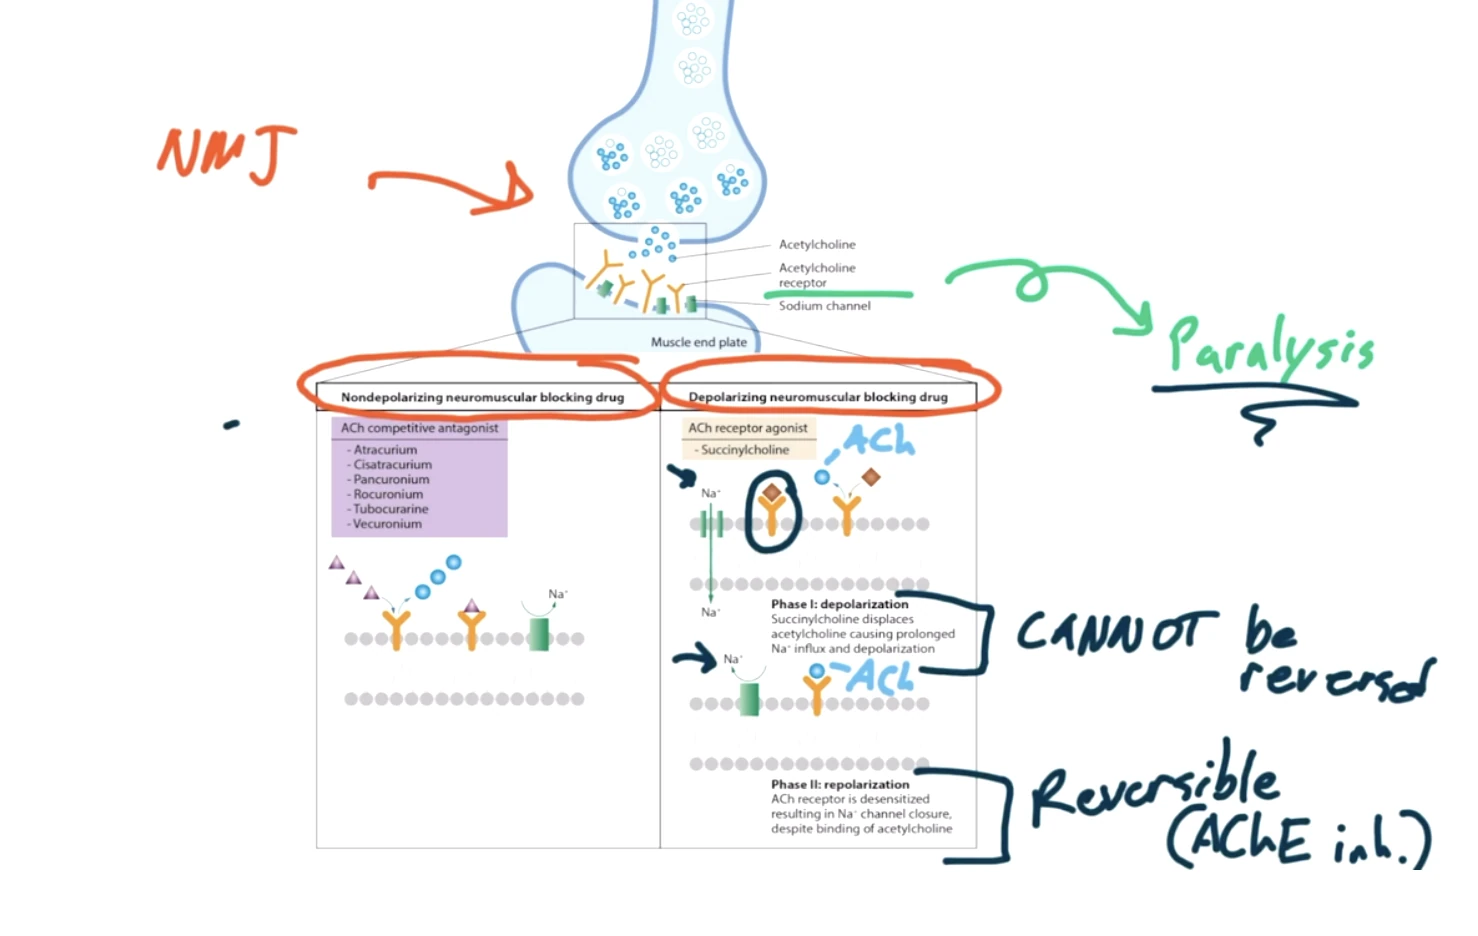 NMJ
Acetylcholine
Acetylcholine
receptor
Sodium channel
Muscle end plate
Paralysis
Nondepolarizing neuromuscular blocking drug
ACh competitive antagonist
- Atracurium
- Cisatracurium
- Pancuronium
- Rocuronium
- Tubocurarine
- Vecuronium
Na⁺
Depolarizing neuromuscular blocking drug
ACh receptor agonist
- Succinylcholine
ACh
Na⁺
Na⁺
Phase I: depolarization
Succinylcholine displaces
acetylcholine causing prolonged
Na⁺ influx and depolarization
CANNOT be
reversed
Na⁺
ACh
Phase II: repolarization
ACh receptor is desensitized
resulting in Na⁺ channel closure,
despite binding of acetylcholine
Reversible
(AChE inh.)